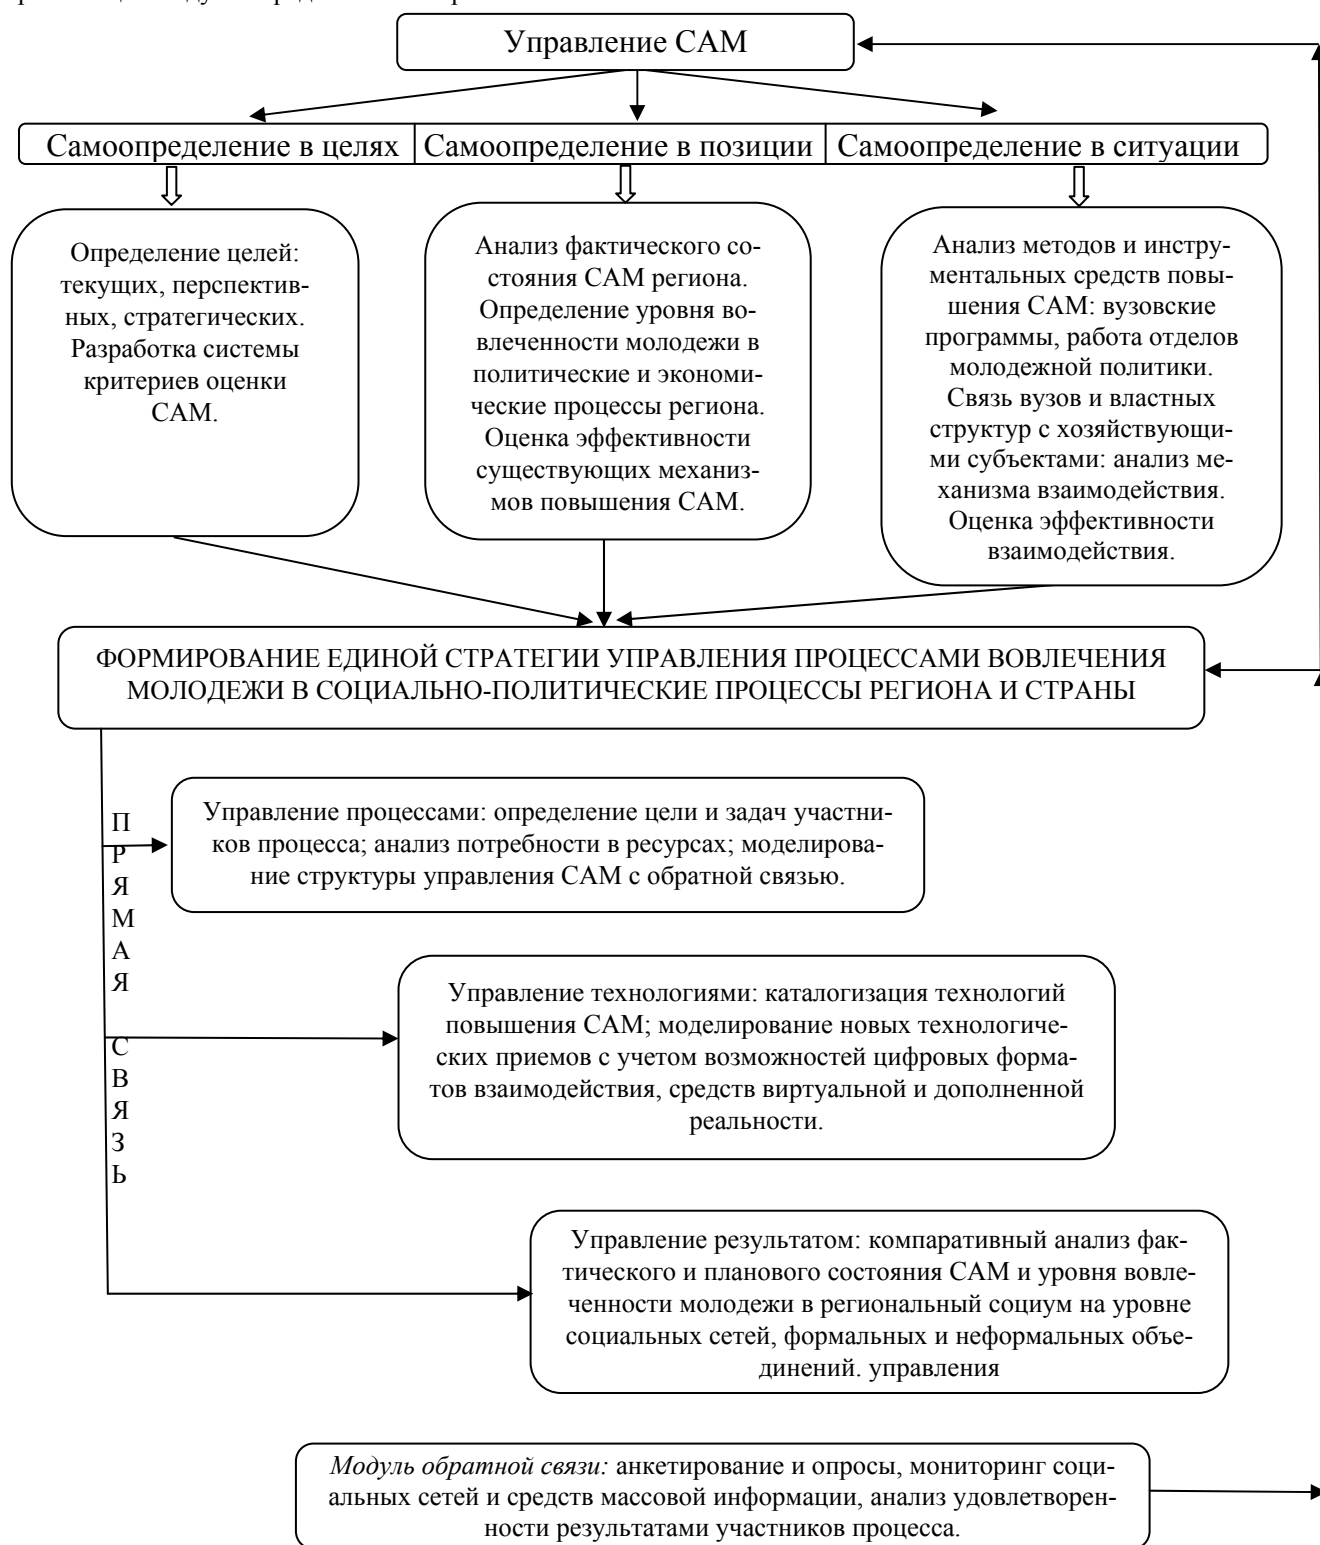 Управление САМ
Самоопределение в целях
Самоопределение в позиции
Самоопределение в ситуации
Определение целей:
текущих, перспектив-
ных, стратегических.
Разработка системы
критериев оценки
САМ.
Анализ фактического со-
стояния САМ региона.
Определение уровня во-
влеченности молодежи в
политические и экономи-
ческие процессы региона.
Оценка эффективности
существующих механиз-
мов повышения САМ.
Анализ методов и инстру-
ментальных средств повы-
шения САМ: вузовские
программы, работа отделов
молодежной политики.
Связь вузов и властных
структур с хозяйствующи-
ми субъектами: анализ ме-
ханизма взаимодействия.
Оценка эффективности
взаимодействия.
ФОРМИРОВАНИЕ ЕДИНОЙ СТРАТЕГИИ УПРАВЛЕНИЯ ПРОЦЕССАМИ ВОВЛЕЧЕНИЯ
МОЛОДЕЖИ В СОЦИАЛЬНО-ПОЛИТИЧЕСКИЕ ПРОЦЕССЫ РЕГИОНА И СТРАНЫ
П
Р
Я
М
А
Я
С
В
Я
З
Ь
Управление процессами: определение цели и задач участни-
ков процесса; анализ потребности в ресурсах; моделирова-
ние структуры управления САМ с обратной связью.
Управление технологиями: каталогизация технологий
повышения САМ; моделирование новых технологиче-
ских приемов с учетом возможностей цифровых форма-
тов взаимодействия, средств виртуальной и дополненной
реальности.
Управление результатом: компаративный анализ фак-
тического и планового состояния САМ и уровня вовле-
ченности молодежи в региональный социум на уровне
социальных сетей, формальных и неформальных объе-
динений. управления
Модуль обратной связи: анкетирование и опросы, мониторинг соци-
альных сетей и средств массовой информации, анализ удовлетворен-
ности результатами участников процесса.